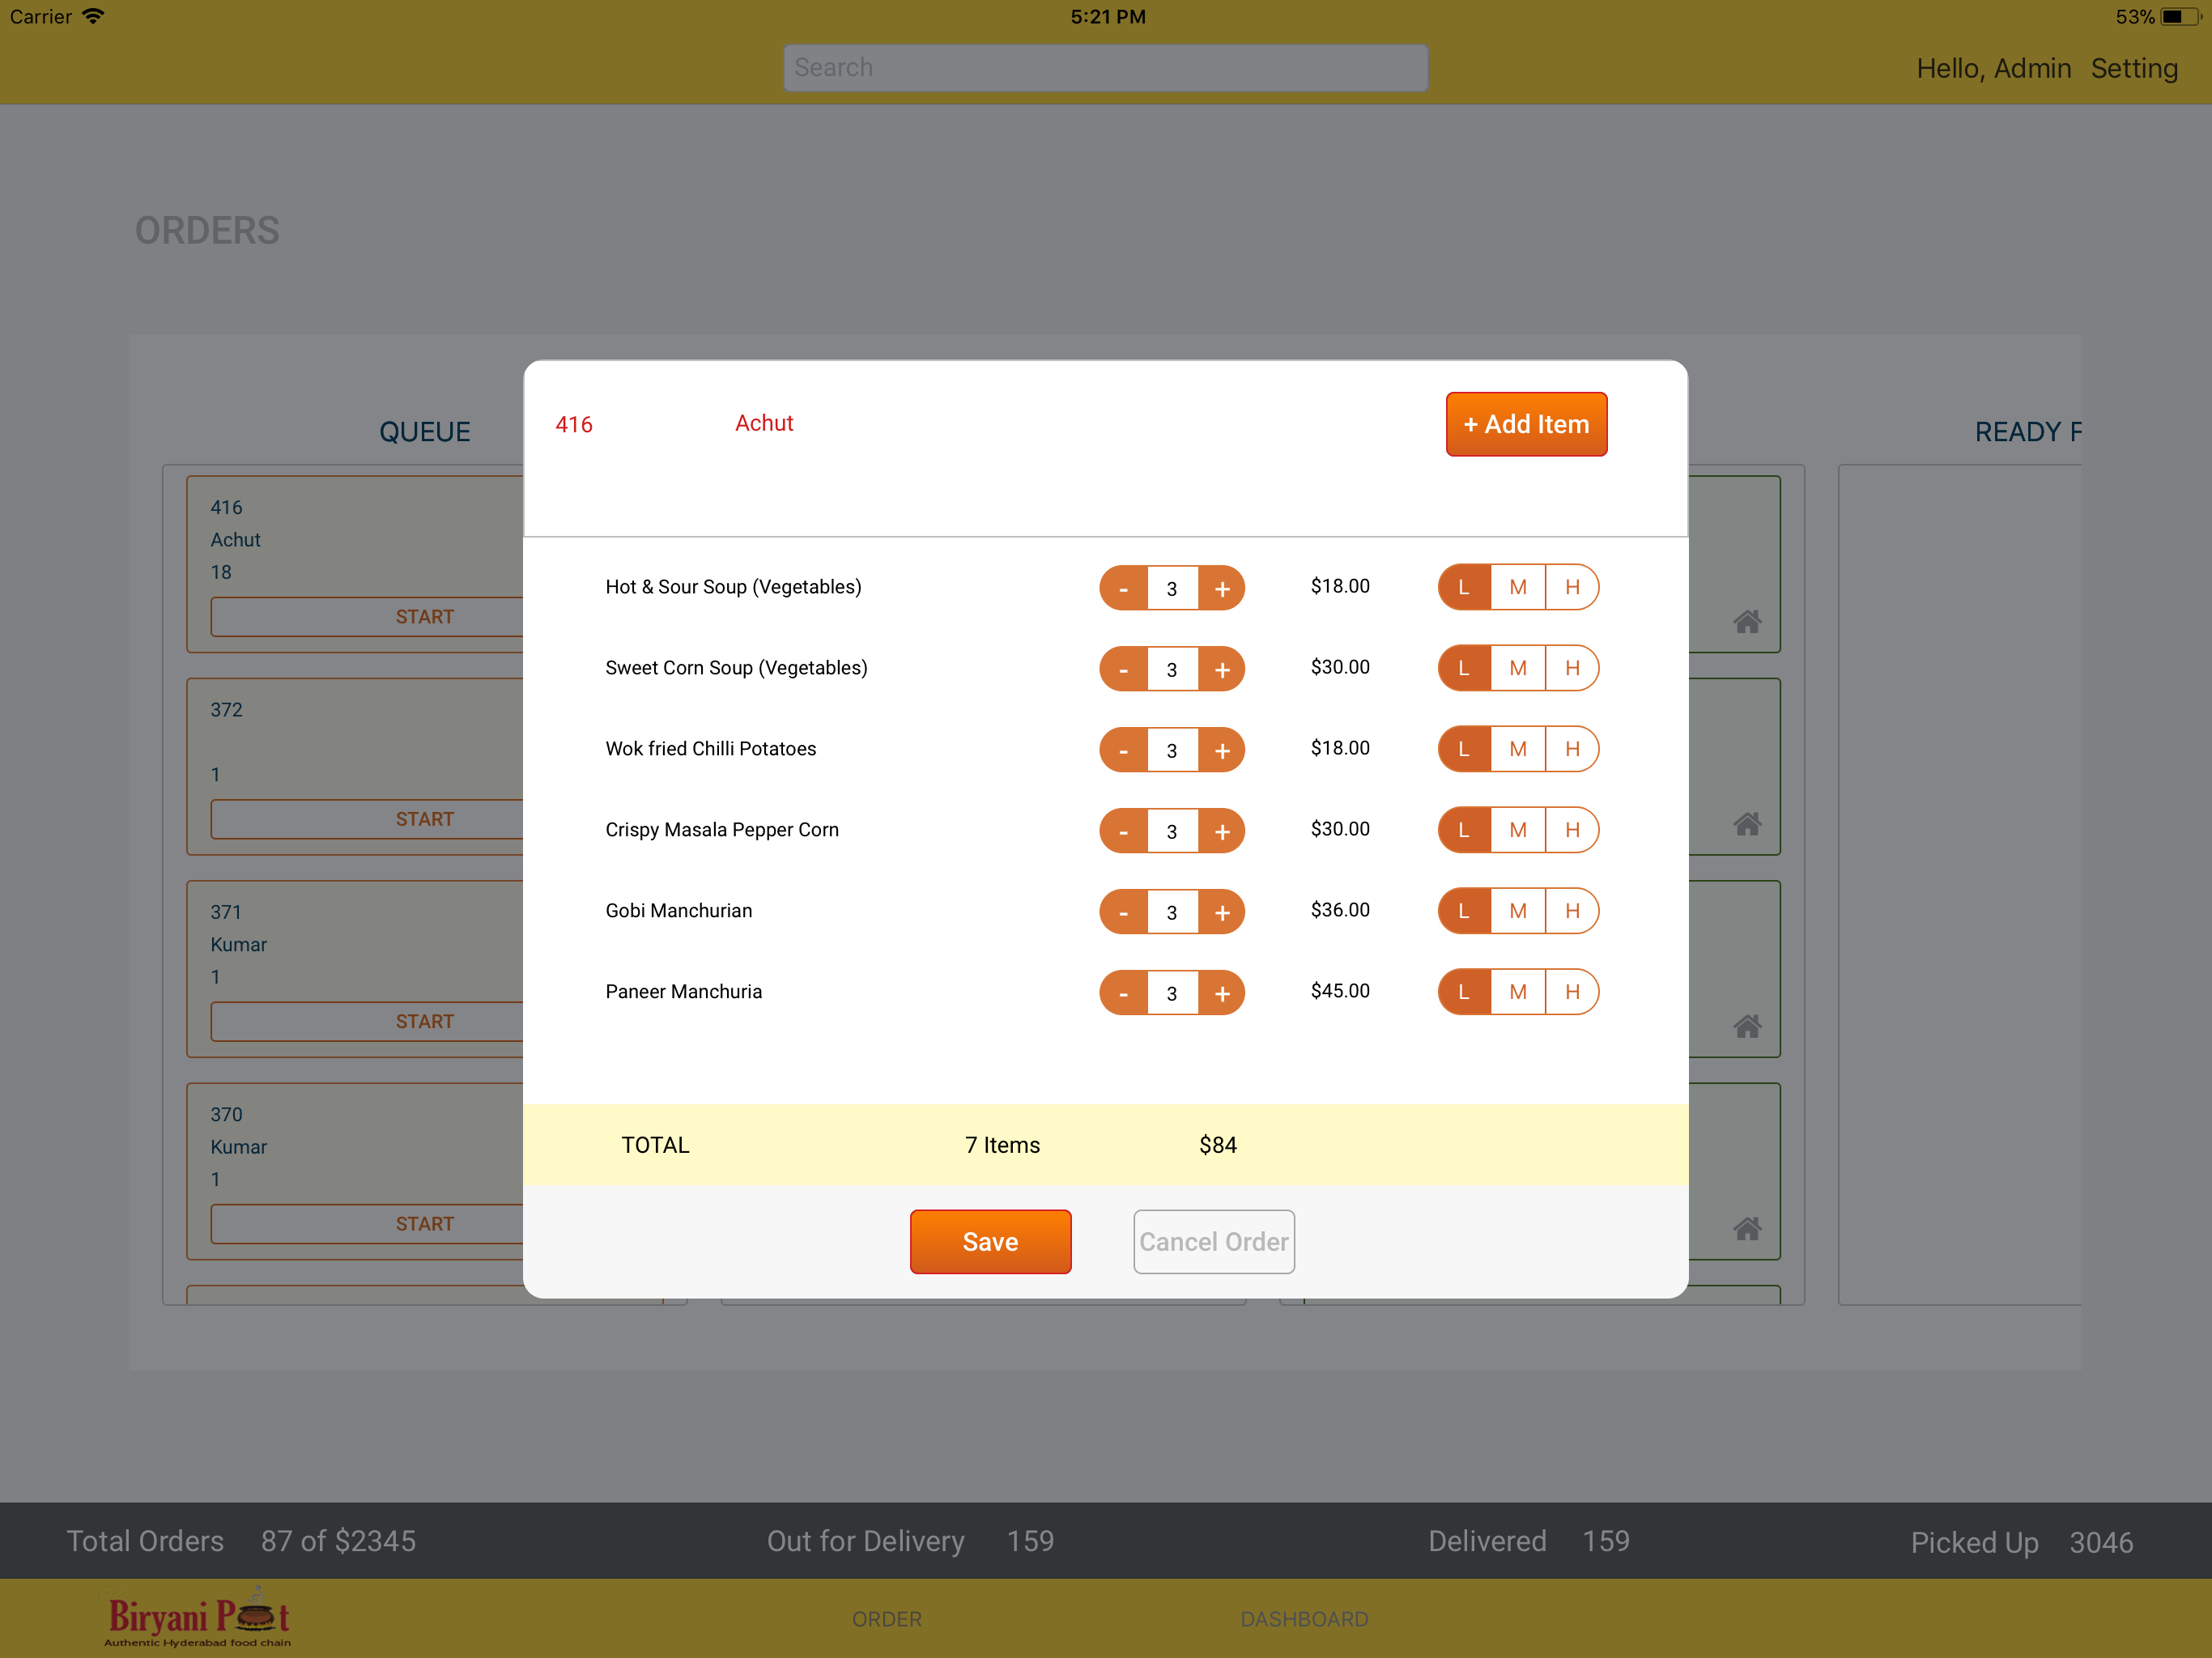 Carrier 5:21 PM 53%
Search
Hello, Admin Setting
ORDERS
QUEUE
READY F
416
Achut
18
START
372
1
START
371
Kumar
1
START
370
Kumar
1
START
416 Achut + Add Item
Hot & Sour Soup (Vegetables) - 3 + $18.00 L M H
Sweet Corn Soup (Vegetables) - 3 + $30.00 L M H
Wok fried Chilli Potatoes - 3 + $18.00 L M H
Crispy Masala Pepper Corn - 3 + $30.00 L M H
Gobi Manchurian - 3 + $36.00 L M H
Paneer Manchuria - 3 + $45.00 L M H
TOTAL 7 Items $84
Save Cancel Order
Total Orders 87 of $2345 Out for Delivery 159 Delivered 159 Picked Up 3046
Biryani Pot
Authentic Hyderabad food chain
ORDER DASHBOARD